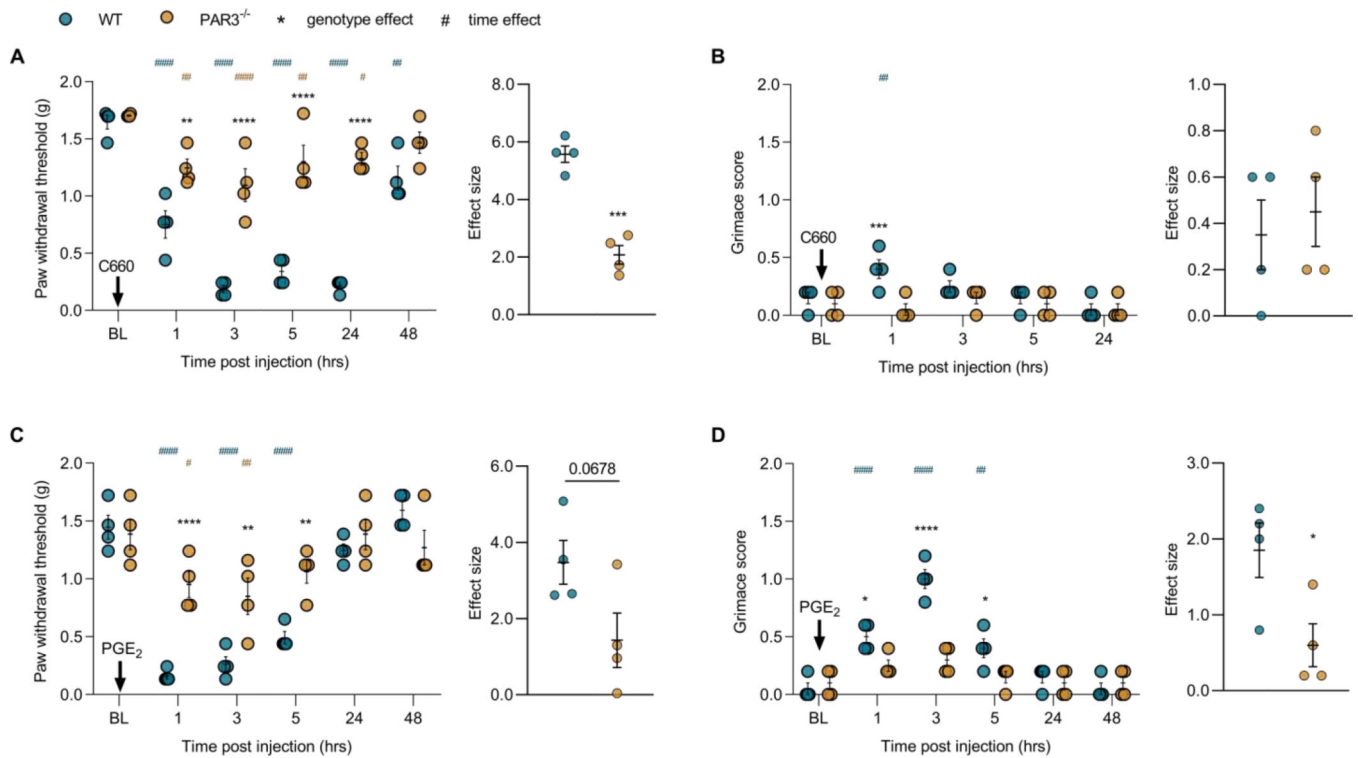 WT PAR3-/- * genotype effect # time effect
A
#### #### #### #### ##
## #### ## #
** **** **** ****
Paw withdrawal threshold (g)
2.0
1.5
1.0
0.5
0.0
C660
BL 1 3 5 24 48
Time post injection (hrs)
8.0
6.0
4.0
2.0
0.0
Effect size
***
B
##
***
Grimace score
2.0
1.5
1.0
0.5
0.0
C660
BL 1 3 5 24
Time post injection (hrs)
1.0
0.8
0.6
0.4
0.2
0.0
Effect size
C
#### #### ####
# ##
**** ** **
Paw withdrawal threshold (g)
2.0
1.5
1.0
0.5
0.0
PGE2
BL 1 3 5 24 48
Time post injection (hrs)
6.0
4.0
2.0
0.0
Effect size
0.0678
D
#### #### ##
* **** *
Grimace score
2.0
1.5
1.0
0.5
0.0
PGE2
BL 1 3 5 24 48
Time post injection (hrs)
3.0
2.0
1.0
0.0
Effect size
*